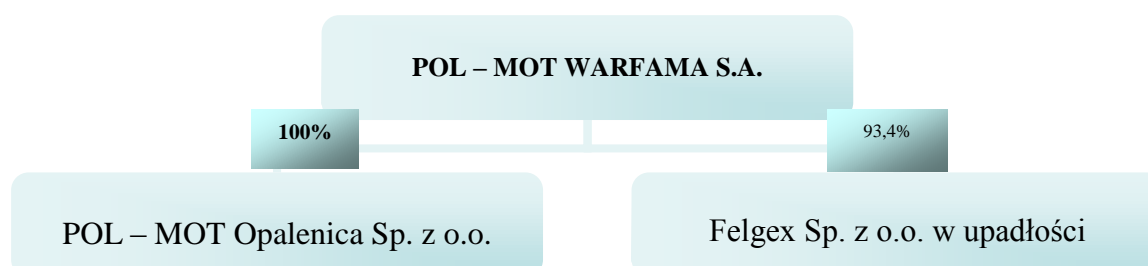 POL – MOT WARFAMA S.A.
100%
93,4%
POL – MOT Opalenica Sp. z o.o.
Felgex Sp. z o.o. w upadłości